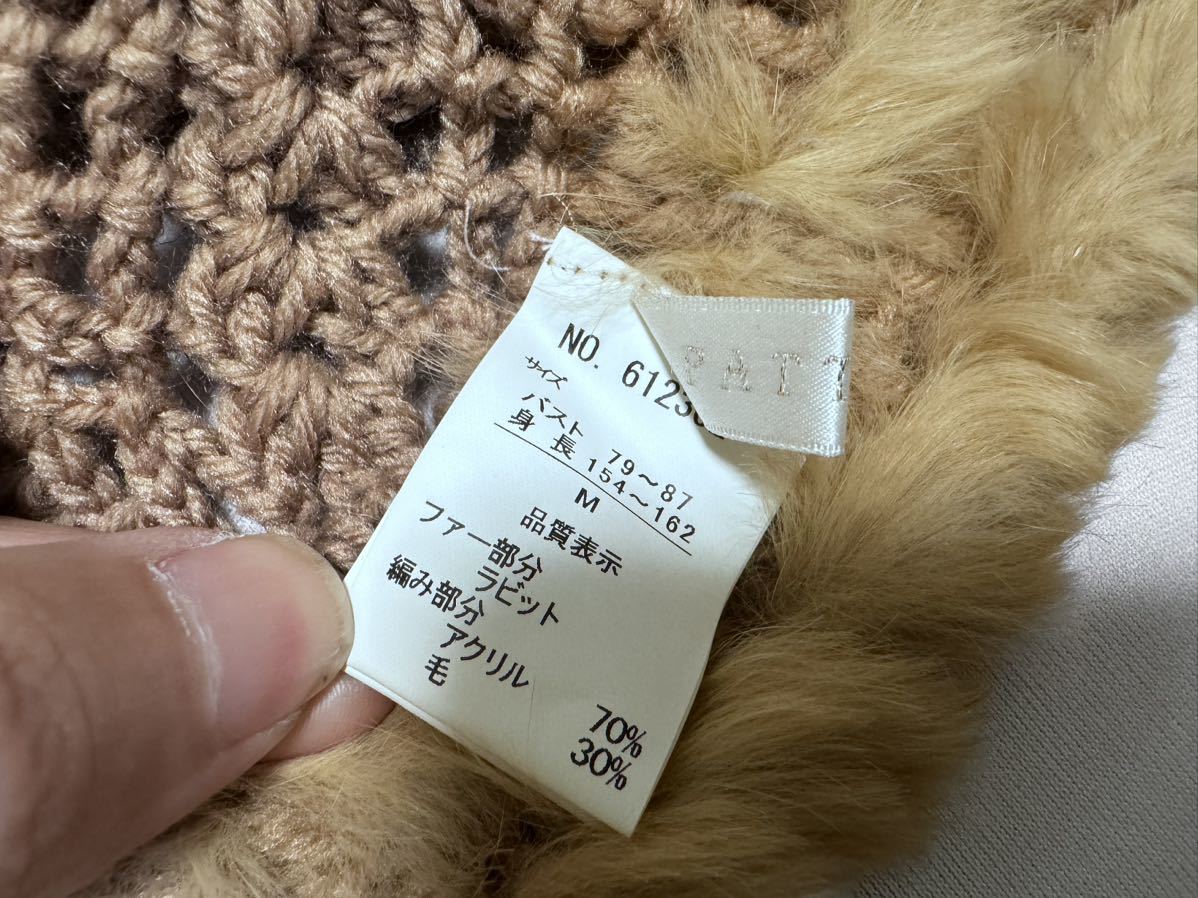 NO. 6123
PAT
サイズ
バスト 79～87
身長 154～162
M
品質表示
ファー部分
ラビット
編み部分
アクリル 70%
毛 30%